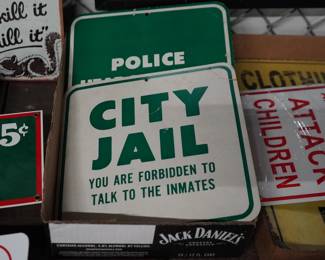 kill it
ill it"
POLICE
CITY
JAIL
YOU ARE FORBIDDEN TO
TALK TO THE INMATES
5¢
CLOTHI
ATTACK
CHILDREN
JACK DANIEL'S